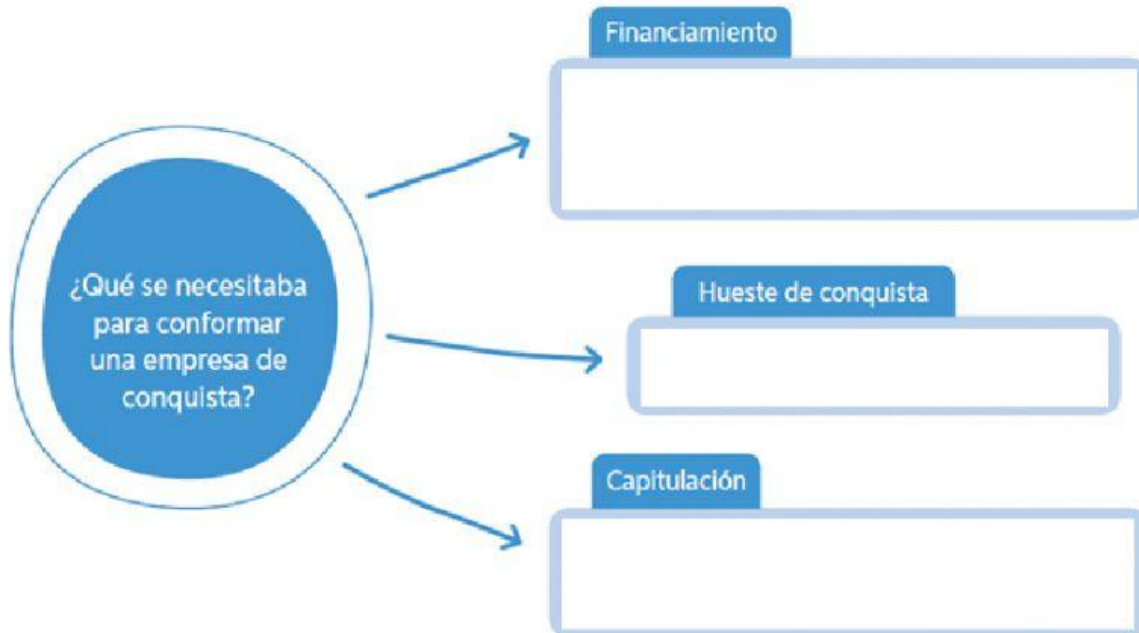 Financiamiento
¿Qué se necesitaba
para conformar
una empresa de
conquista?
Hueste de conquista
Capitulación